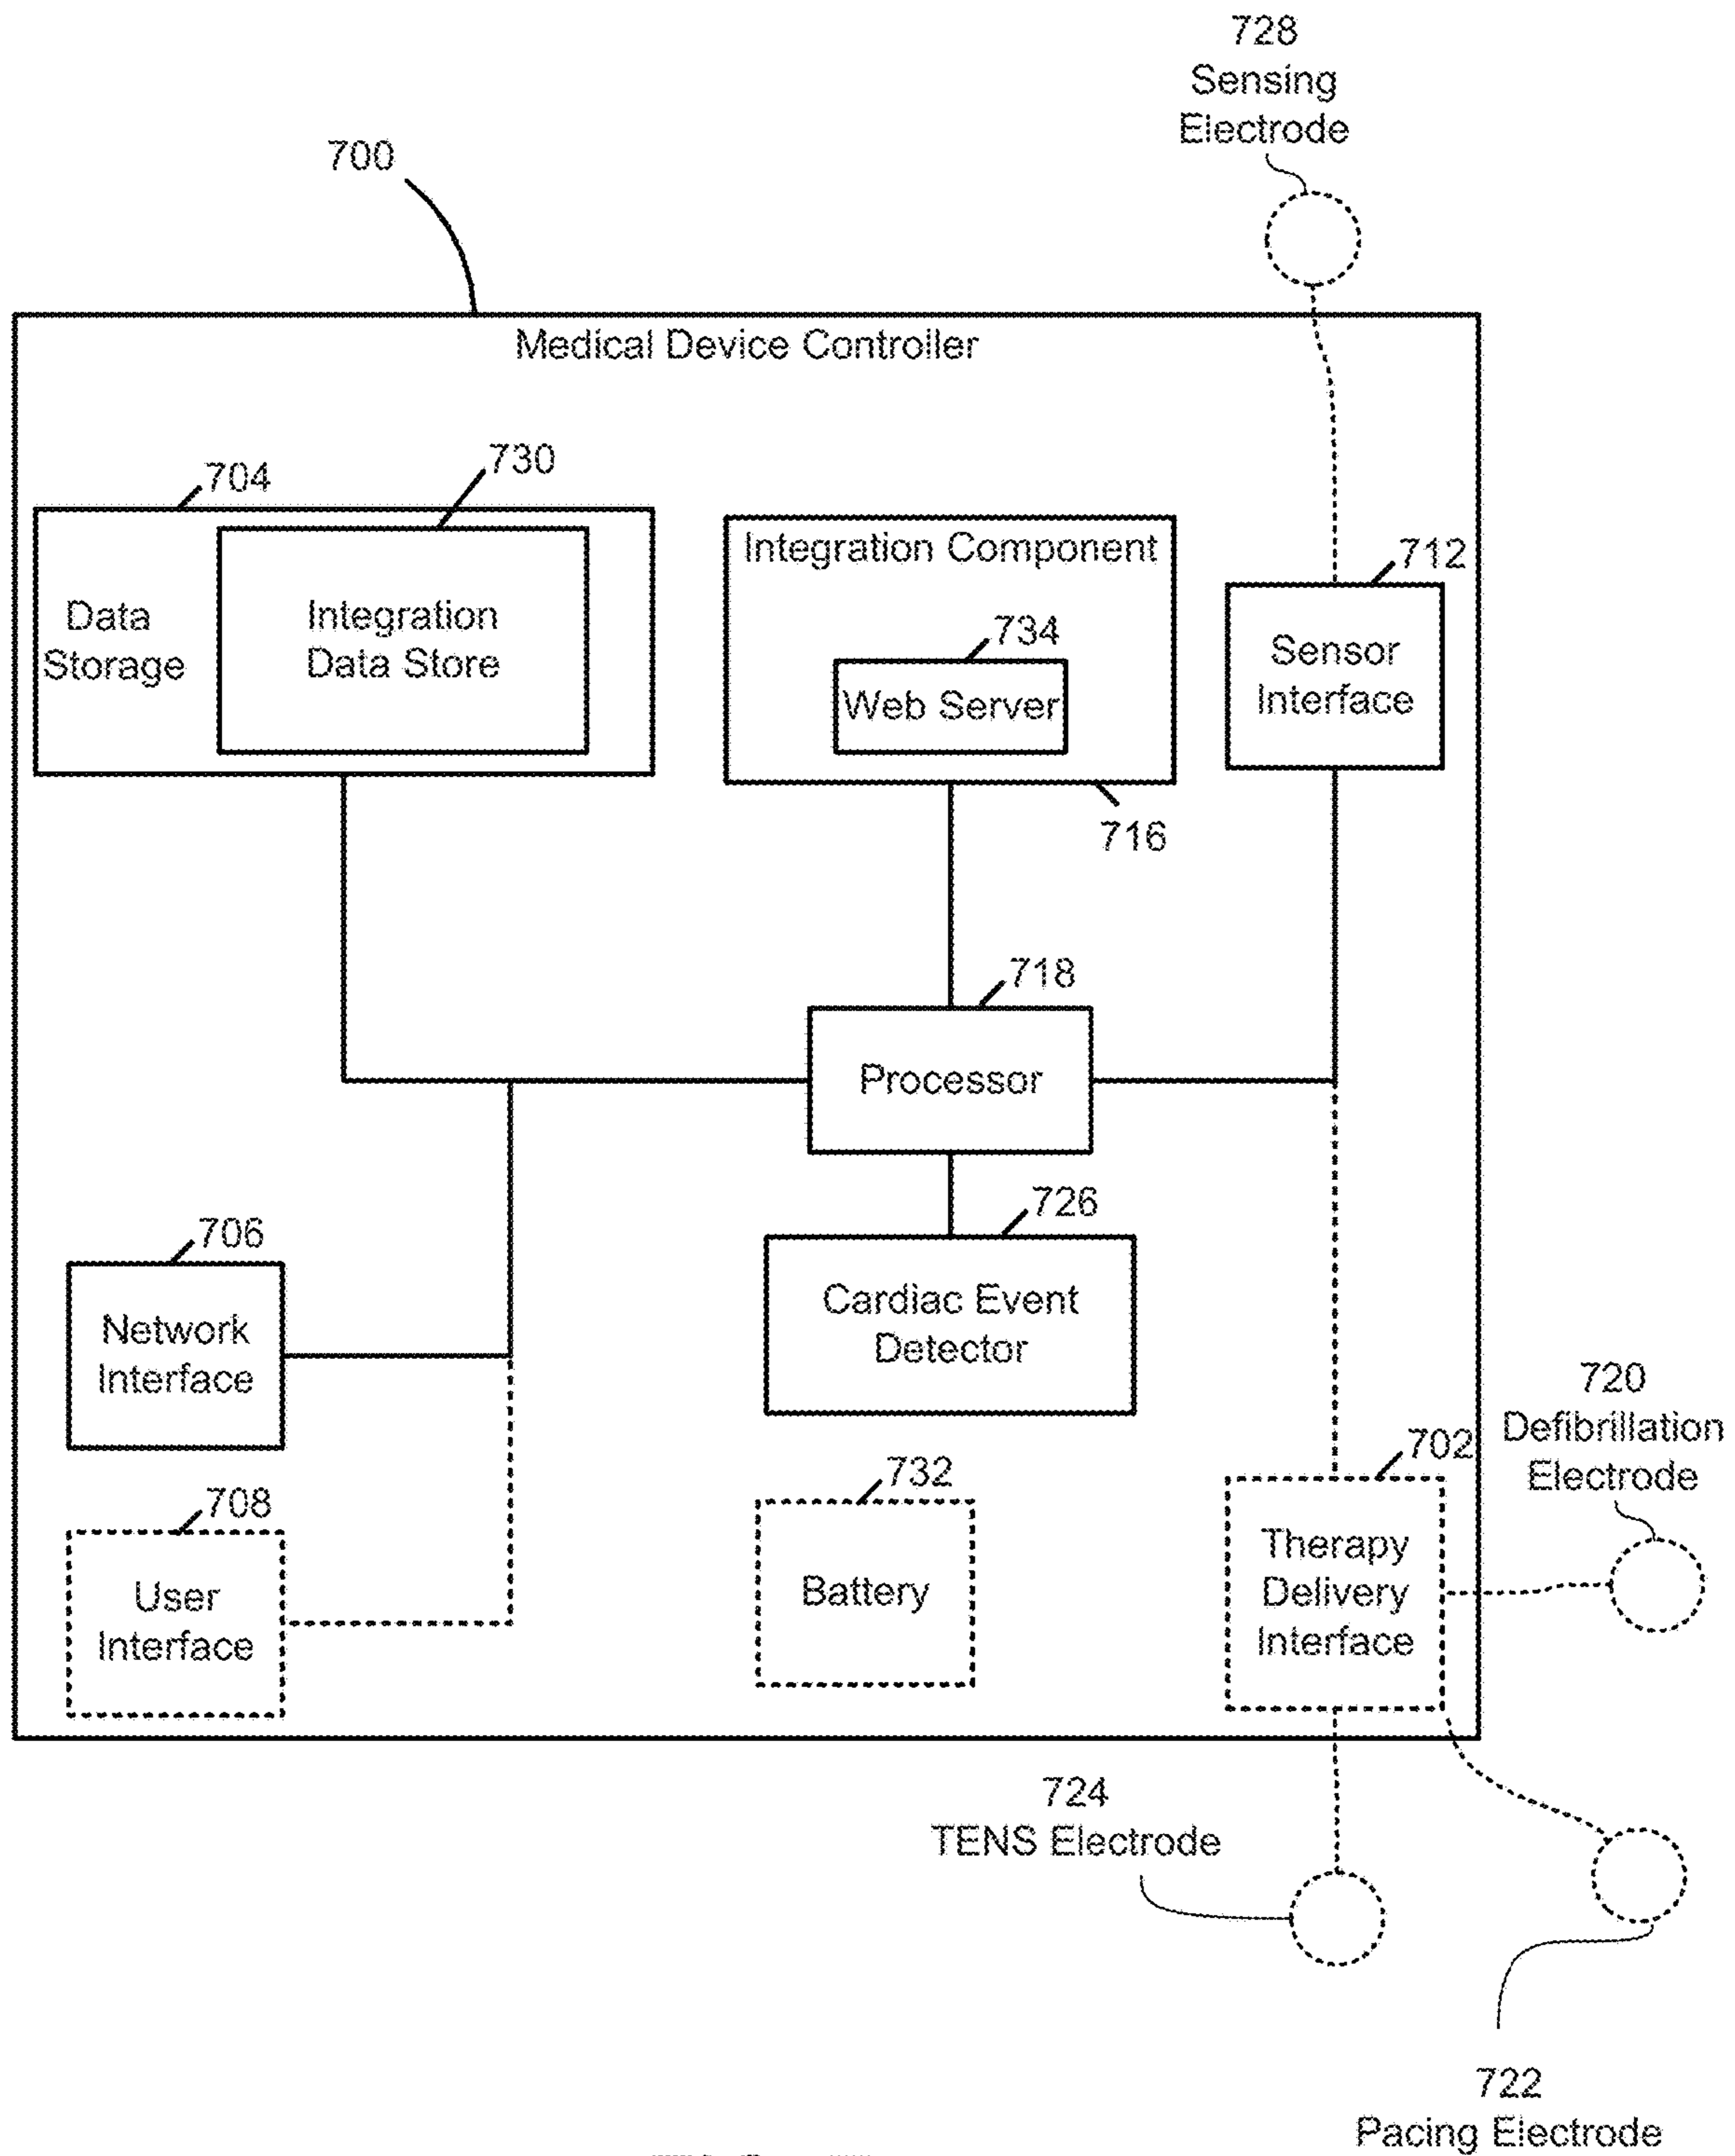 728
Sensing
Electrode
700
Medical Device Controller
704
730
Data
Storage
Integration
Data Store
Integration Component
734
Web Server
716
712
Sensor
Interface
718
Processor
726
Cardiac Event
Detector
706
Network
Interface
708
User
Interface
732
Battery
702
Therapy
Delivery
Interface
720
Defibrillation
Electrode
724
TENS Electrode
722
Pacing Electrode